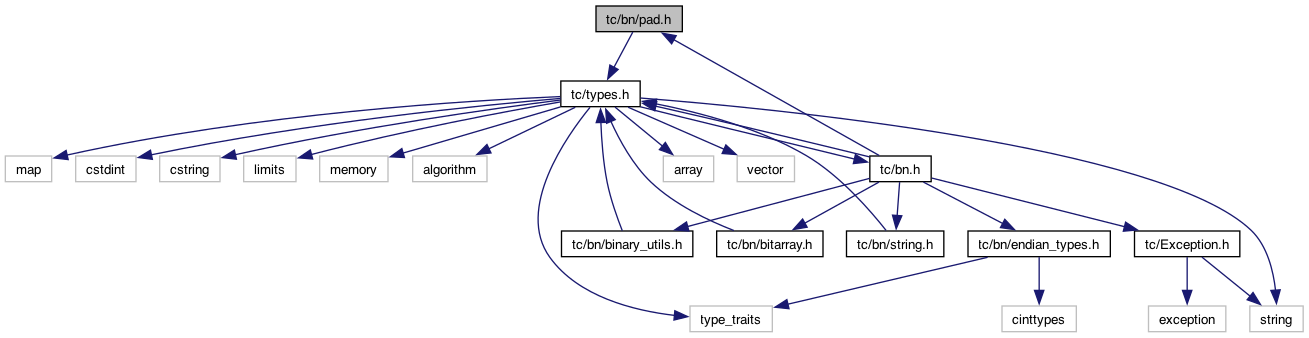 tc/bn/pad.h
tc/types.h
map
cstdint
cstring
limits
memory
algorithm
array
vector
tc/bn.h
tc/bn/binary_utils.h
tc/bn/bitarray.h
tc/bn/string.h
tc/bn/endian_types.h
tc/Exception.h
type_traits
cinttypes
exception
string